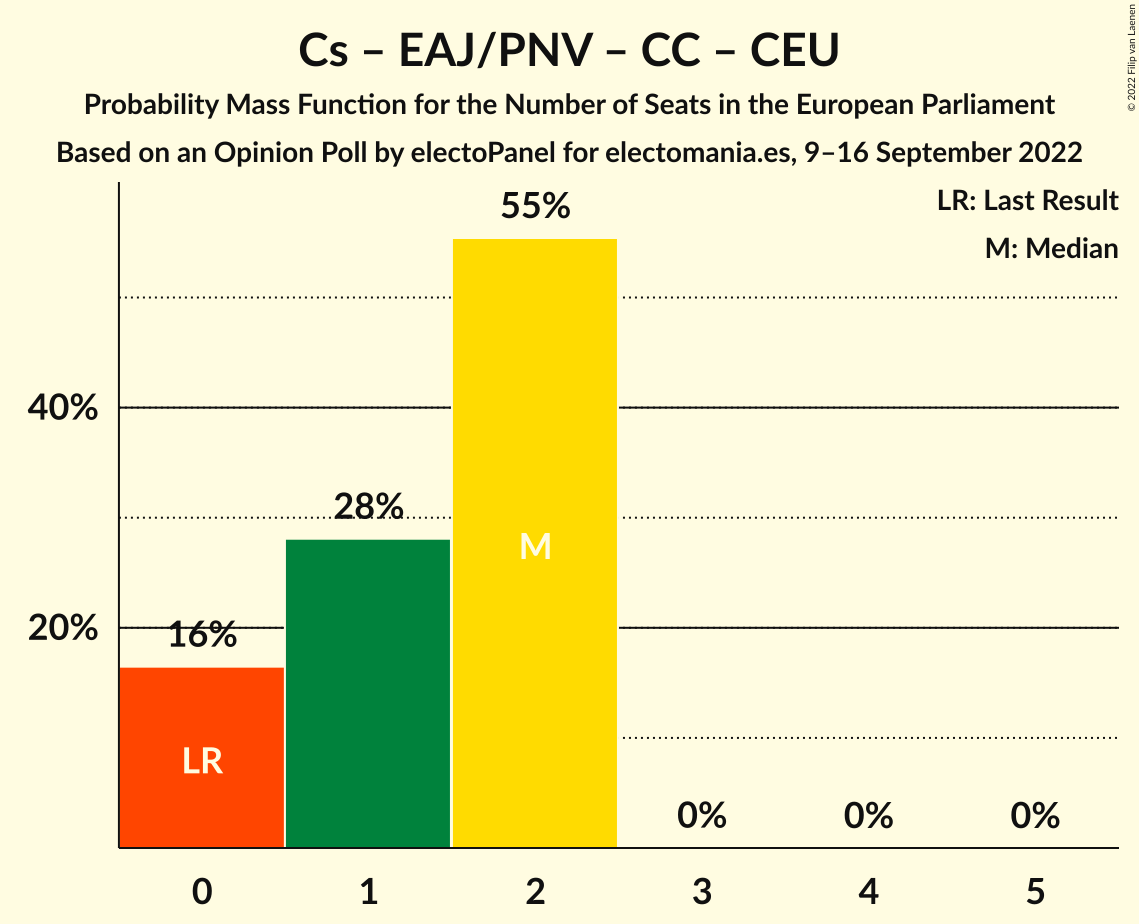 Cs – EAJ/PNV – CC – CEU
Probability Mass Function for the Number of Seats in the European Parliament
Based on an Opinion Poll by electoPanel for electomania.es, 9–16 September 2022
© 2022 Filip van Laenen
LR: Last Result
M: Median
55%
40%
28%
M
20%
16%
LR
0%
0%
0%
0
1
2
3
4
5